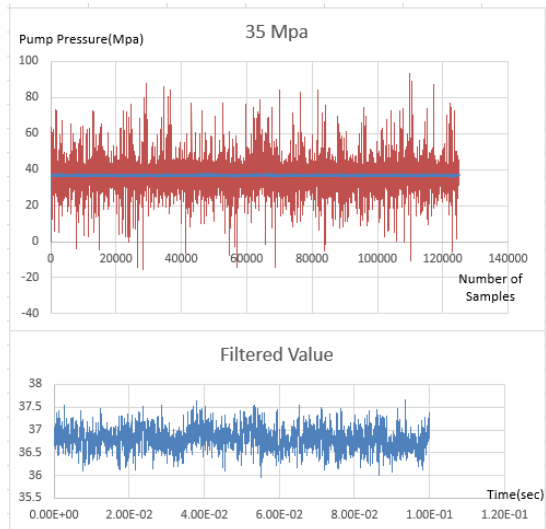 35 Mpa
Pump Pressure(Mpa)
100
80
60
40
20
0
0 20000 40000 60000 80000 100000 120000 140000
-20
-40
Number of
Samples
Filtered Value
38
37.5
37
36.5
36
35.5
Time(sec)
0.00E+00 2.00E-02 4.00E-02 6.00E-02 8.00E-02 1.00E-01 1.20E-01